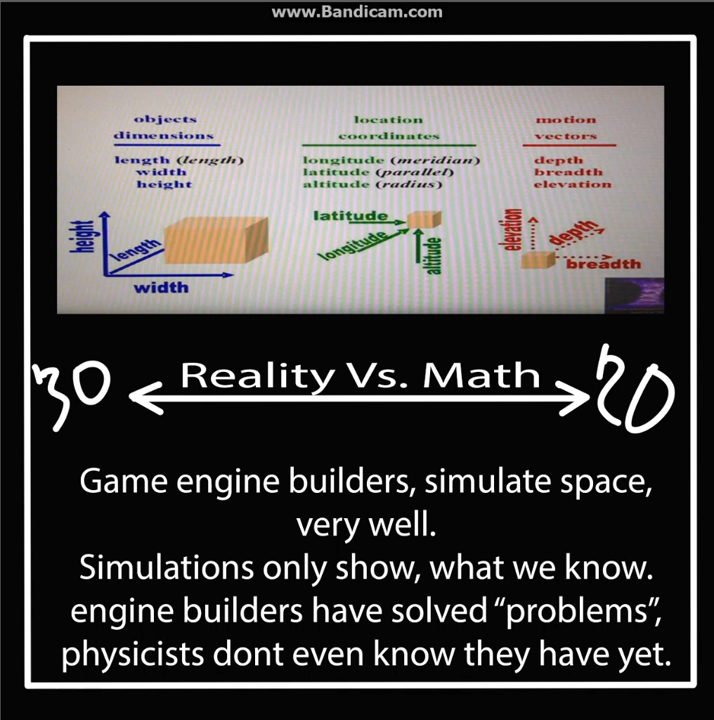 www.Bandicam.com
objects
dimensions
length (length)
width
height
location
coordinates
longitude (meridian)
latitude (parallel)
altitude (radius)
motion
vectors
depth
breadth
elevation
height
length
width
latitude
longitude
altitude
elevation
depth
breadth
30
Reality Vs. Math
20
Game engine builders, simulate space,
very well.
Simulations only show, what we know.
engine builders have solved “problems”,
physicists dont even know they have yet.